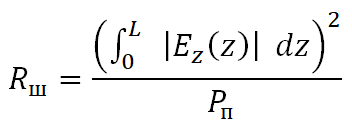 R_ш = (∫_0^L |E_z(z)| dz)^2 / P_п